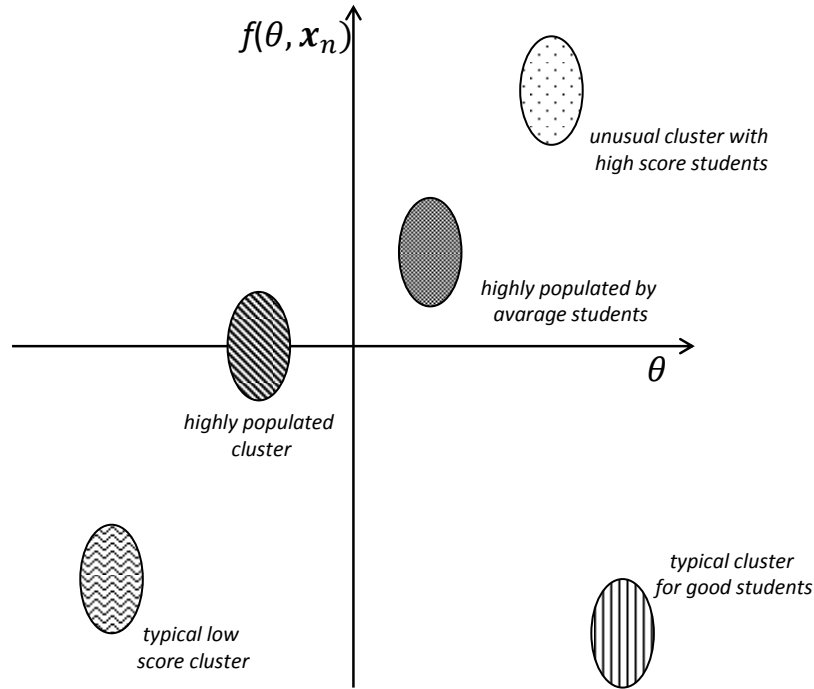 f(θ, xₙ)
unusual cluster with
high score students
highly populated by
avarage students
θ
highly populated
cluster
typical cluster
for good students
typical low
score cluster